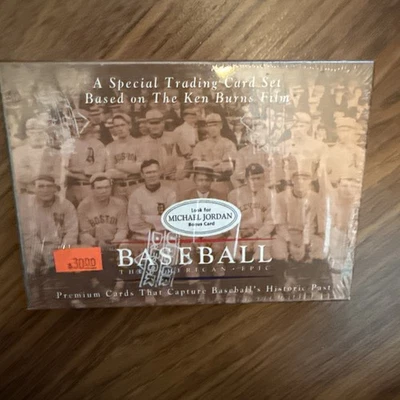 A Special Trading Card Set
Based on The Ken Burns Film
Look for
MICHAEL JORDAN
Bonus Card
BASEBALL
THE AMERICAN EPIC
$30.00
Premium Cards That Capture Baseball's Historic Past